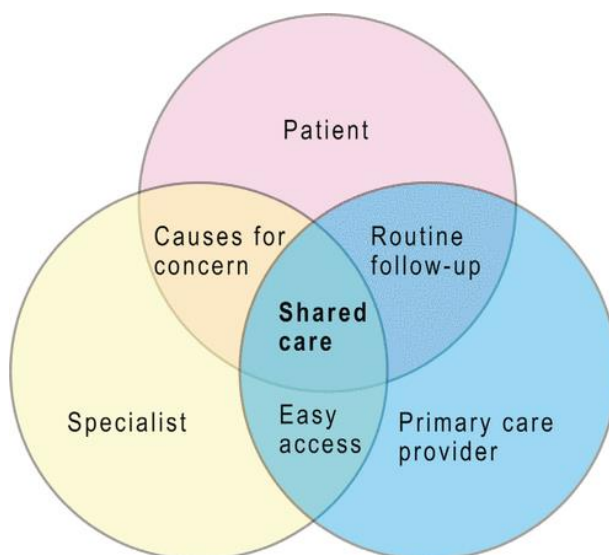 Patient
Causes for
concern
Routine
follow-up
Shared
care
Specialist
Easy
access
Primary care
provider